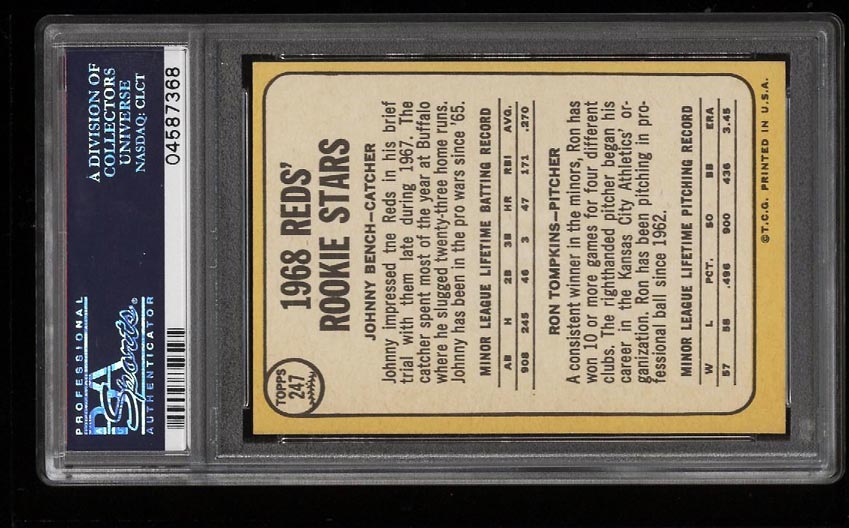 A DIVISION OF
COLLECTORS
UNIVERSE
NASDAQ: CLCT
04587368
PROFESSIONAL
PSA
Sports®
AUTHENTICATOR
TOPPS
247
1968 REDS'
ROOKIE STARS
JOHNNY BENCH—CATCHER
Johnny impressed tne Reds in his brief
trial with them late during 1967. The
catcher spent most of the year at Buffalo
where he slugged twenty-three home runs.
Johnny has been in the pro wars since '65.
MINOR LEAGUE LIFETIME BATTING RECORD
AB H 2B 3B HR RBI AVG.
908 245 46 3 47 171 .270
RON TOMPKINS—PITCHER
A consistent winner in the minors, Ron has
won 10 or more games for four different
clubs. The righthanded pitcher began his
career in the Kansas City Athletics' or-
ganization. Ron has been pitching in pro-
fessional ball since 1962.
MINOR LEAGUE LIFETIME PITCHING RECORD
W L PCT. SO BB ERA
57 58 .496 900 436 3.45
©T.C.G. PRINTED IN U.S.A.